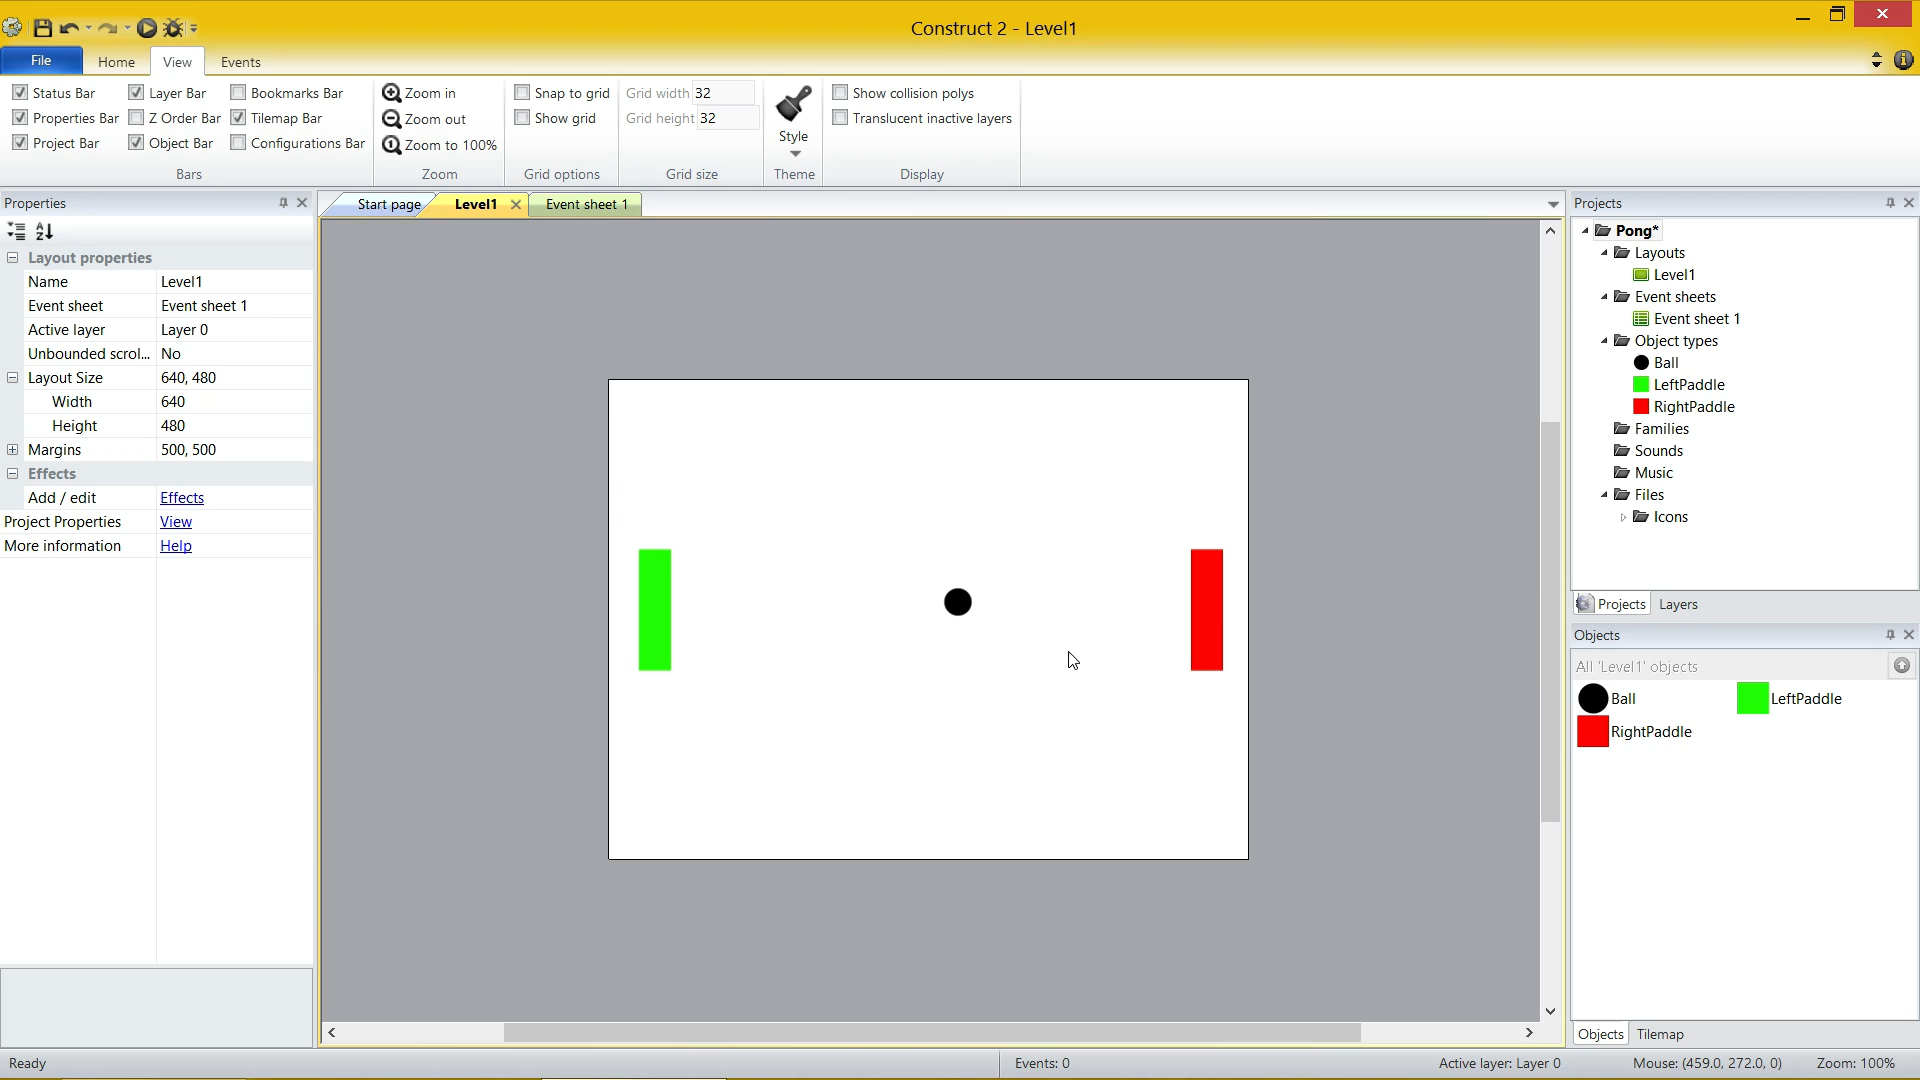 Construct 2 - Level1
File Home View Events
Status Bar Layer Bar Bookmarks Bar Zoom in Snap to grid Grid width 32 Show collision polys
Properties Bar Z Order Bar Tilemap Bar Zoom out Show grid Grid height 32 Style Translucent inactive layers
Project Bar Object Bar Configurations Bar Zoom to 100%
Bars Zoom Grid options Grid size Theme Display
Properties
Layout properties
Name Level1
Event sheet Event sheet 1
Active layer Layer 0
Unbounded scrol... No
Layout Size 640, 480
Width 640
Height 480
Margins 500, 500
Effects
Add / edit Effects
Project Properties View
More information Help
Start page Level1 Event sheet 1
Projects
Pong*
Layouts
Level1
Event sheets
Event sheet 1
Object types
Ball
LeftPaddle
RightPaddle
Families
Sounds
Music
Files
Icons
Projects Layers
Objects
All 'Level1' objects
Ball LeftPaddle
RightPaddle
Objects Tilemap
Ready Events: 0 Active layer: Layer 0 Mouse: (459.0, 272.0, 0) Zoom: 100%